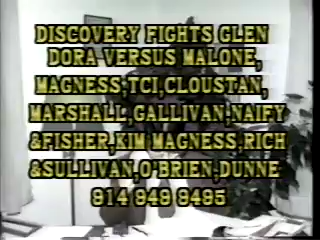 DISCOVERY FIGHTS GLEN
DORA VERSUS MALONE,
MAGNESS,TCI,CLOUSTAN,
MARSHALL,GALLIVAN,NAIFY
&FISHER,KIM MAGNESS,RICH
&SULLIVAN,O'BRIEN,DUNNE
914 949 9495